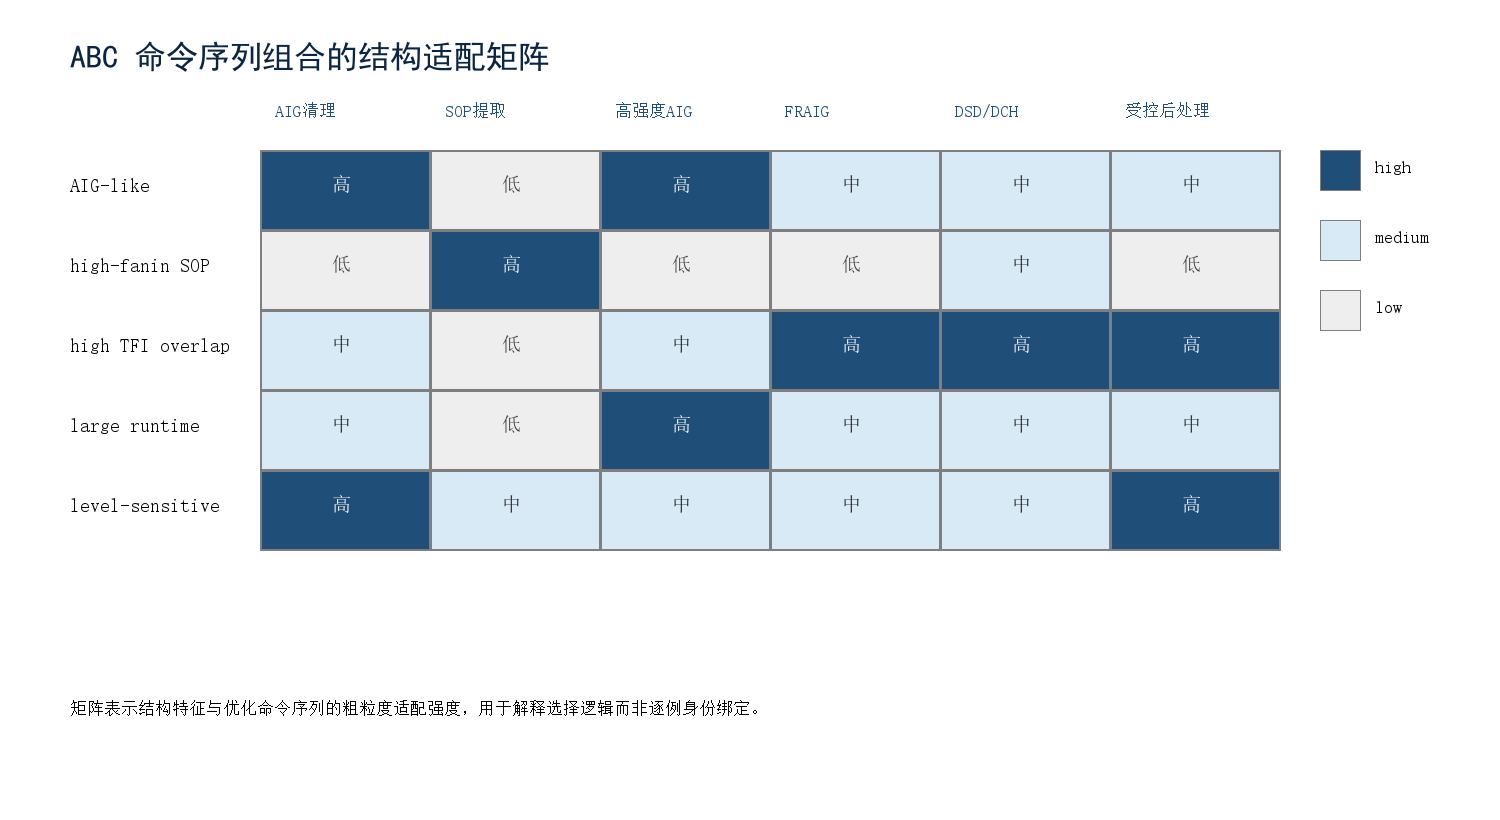 ABC 命令序列组合的结构适配矩阵
AIG清理 SOP提取 高强度AIG FRAIG DSD/DCH 受控后处理
AIG-like 高 低 高 中 中 中
high-fanin SOP 低 高 低 低 中 低
high TFI overlap 中 低 中 高 高 高
large runtime 中 低 高 中 中 中
level-sensitive 高 中 中 中 中 高
high
medium
low
矩阵表示结构特征与优化命令序列的粗粒度适配强度，用于解释选择逻辑而非逐例身份绑定。